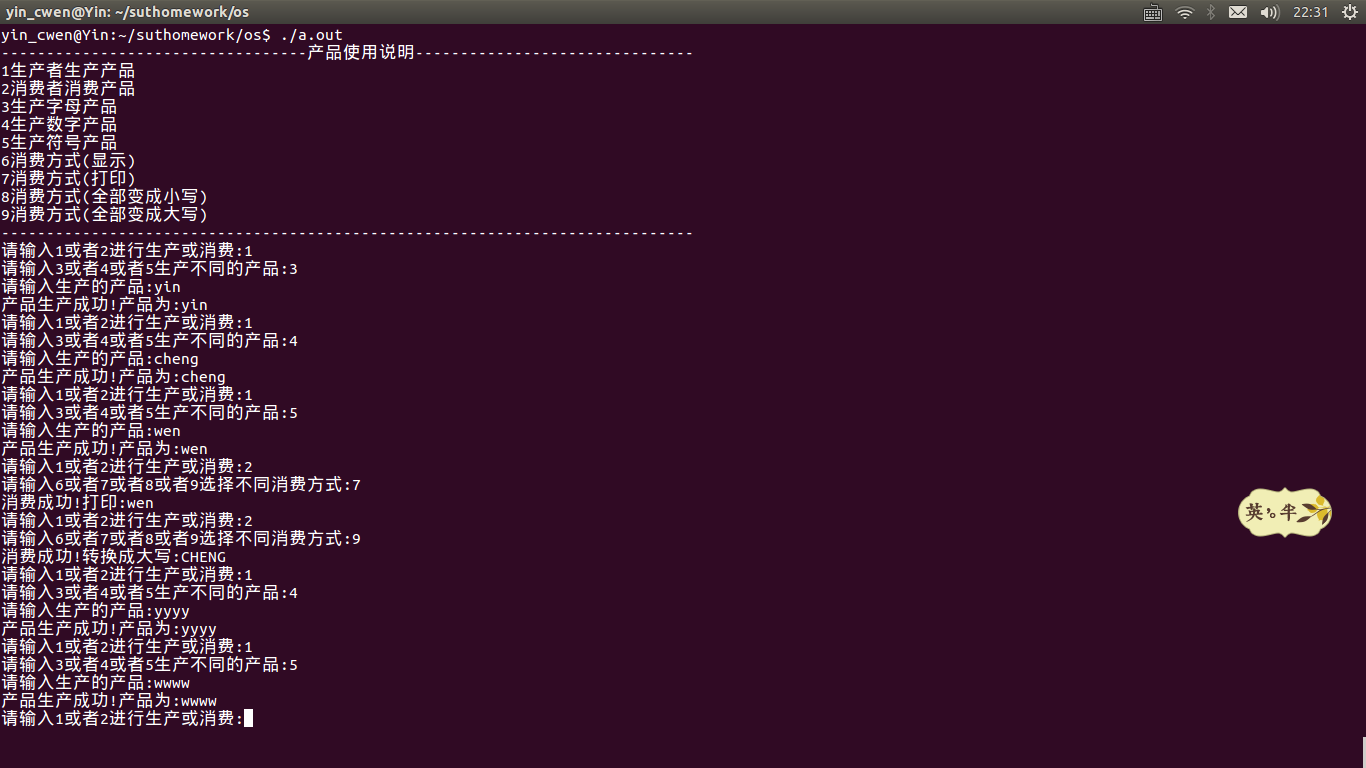 yin_cwen@Yin: ~/suthomework/os 22:31
yin_cwen@Yin:~/suthomework/os$ ./a.out
----------------------------------产品使用说明-------------------------------
1生产者生产产品
2消费者消费产品
3生产字母产品
4生产数字产品
5生产符号产品
6消费方式(显示)
7消费方式(打印)
8消费方式(全部变成小写)
9消费方式(全部变成大写)
-----------------------------------------------------------------------------
请输入1或者2进行生产或消费:1
请输入3或者4或者5生产不同的产品:3
请输入生产的产品:yin
产品生产成功!产品为:yin
请输入1或者2进行生产或消费:1
请输入3或者4或者5生产不同的产品:4
请输入生产的产品:cheng
产品生产成功!产品为:cheng
请输入1或者2进行生产或消费:1
请输入3或者4或者5生产不同的产品:5
请输入生产的产品:wen
产品生产成功!产品为:wen
请输入1或者2进行生产或消费:2
请输入6或者7或者8或者9选择不同消费方式:7
消费成功!打印:wen
请输入1或者2进行生产或消费:2
请输入6或者7或者8或者9选择不同消费方式:9
消费成功!转换成大写:CHENG
请输入1或者2进行生产或消费:1
请输入3或者4或者5生产不同的产品:4
请输入生产的产品:yyyy
产品生产成功!产品为:yyyy
请输入1或者2进行生产或消费:1
请输入3或者4或者5生产不同的产品:5
请输入生产的产品:wwww
产品生产成功!产品为:wwww
请输入1或者2进行生产或消费:
英 半